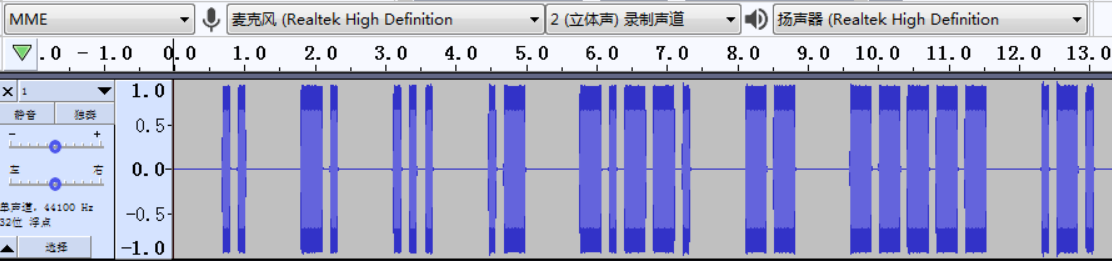 MME 麦克风 (Realtek High Definition 2 (立体声) 录制声道 扬声器 (Realtek High Definition
.0 - 1.0 0.0 1.0 2.0 3.0 4.0 5.0 6.0 7.0 8.0 9.0 10.0 11.0 12.0 13.0
× 1 1.0
静音 独奏
0.5
- +
0.0
左 右
单声道, 44100 Hz
-0.5
32位 浮点
选择 -1.0